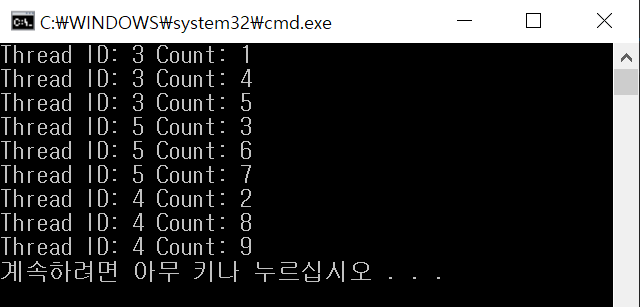 C:₩WINDOWS₩system32₩cmd.exe
Thread ID: 3 Count: 1
Thread ID: 3 Count: 4
Thread ID: 3 Count: 5
Thread ID: 5 Count: 3
Thread ID: 5 Count: 6
Thread ID: 5 Count: 7
Thread ID: 4 Count: 2
Thread ID: 4 Count: 8
Thread ID: 4 Count: 9
계속하려면 아무 키나 누르십시오 . . .